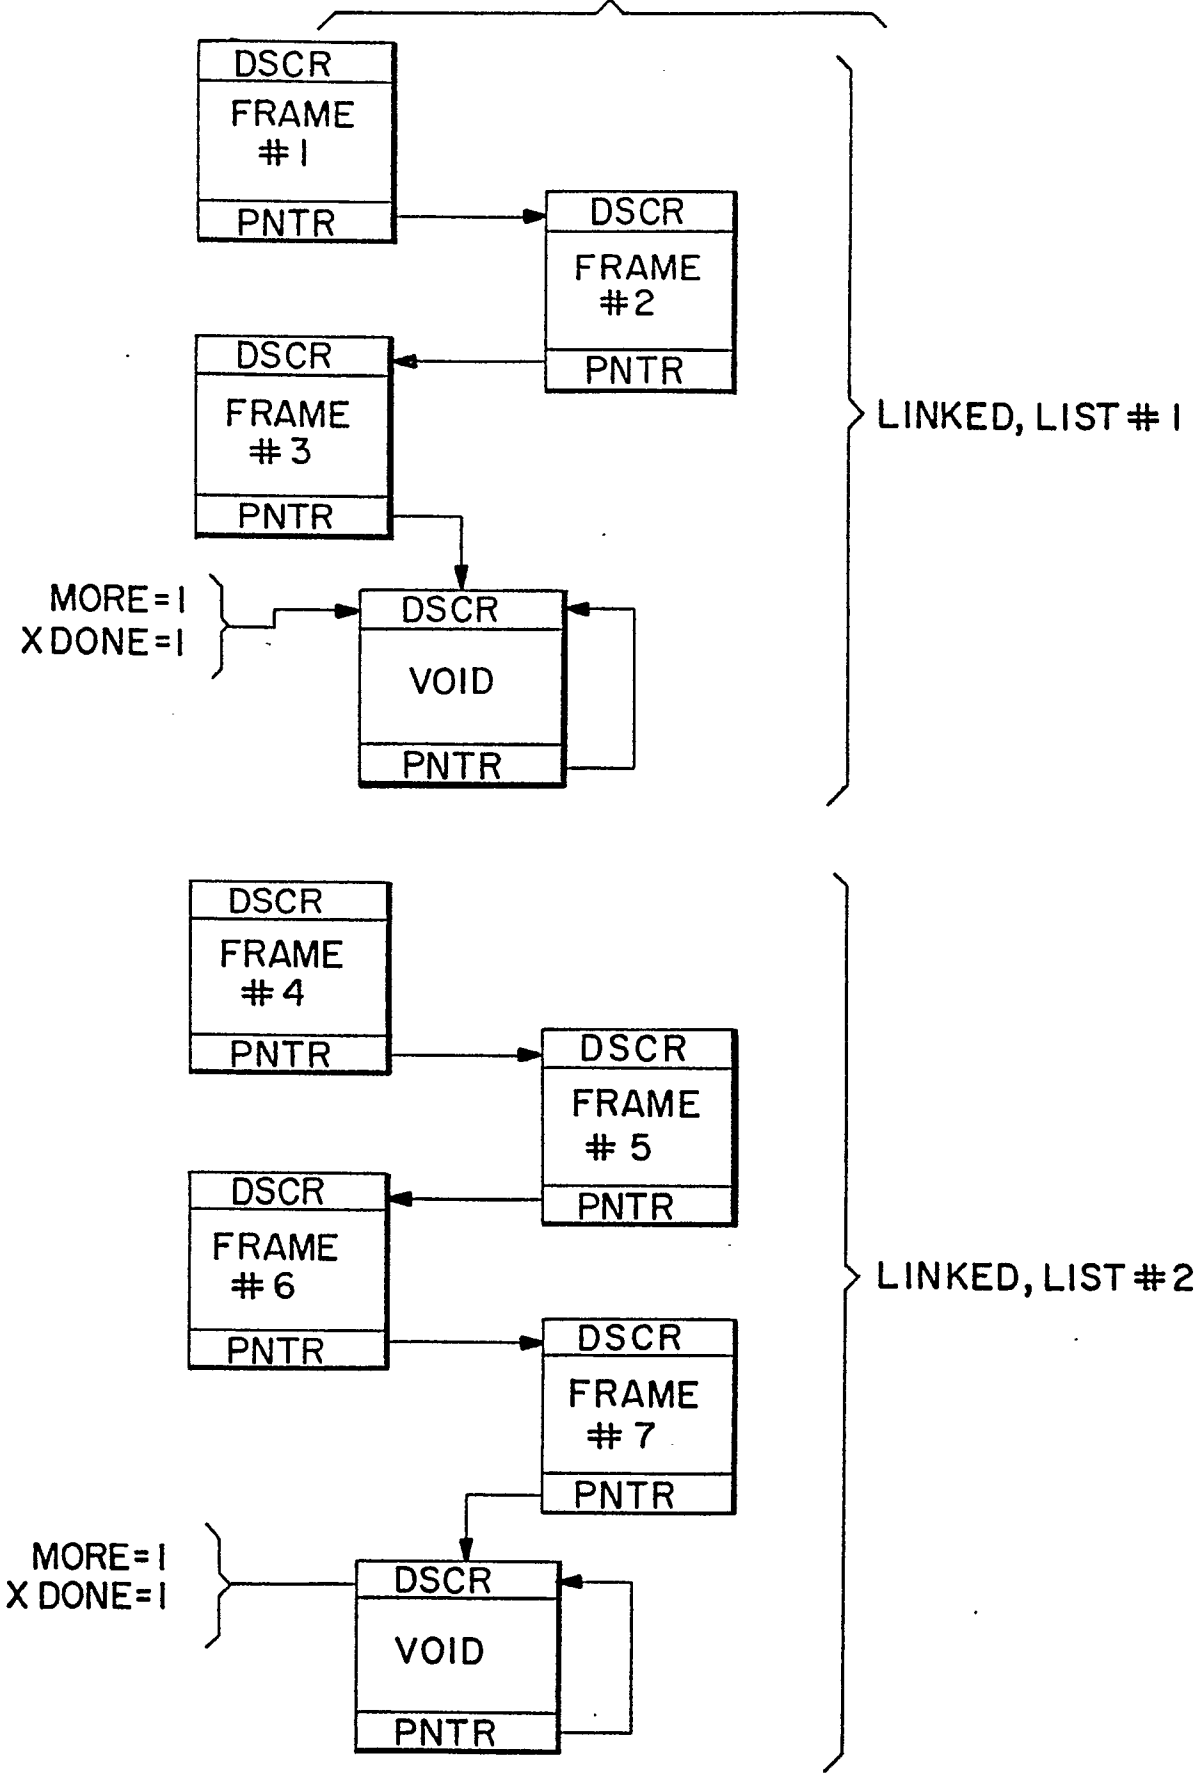 DSCR
FRAME
#1
PNTR
DSCR
FRAME
#2
PNTR
DSCR
FRAME
#3
PNTR
LINKED, LIST #1
MORE=1
X DONE=1
DSCR
VOID
PNTR
DSCR
FRAME
#4
PNTR
DSCR
FRAME
#5
PNTR
DSCR
FRAME
#6
PNTR
LINKED, LIST #2
DSCR
FRAME
#7
PNTR
MORE=1
X DONE=1
DSCR
VOID
PNTR